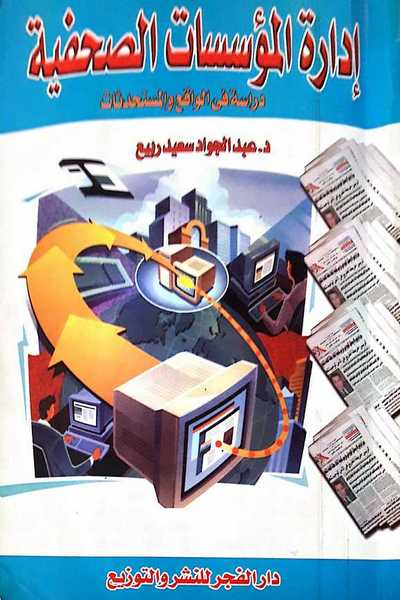 إدارة المؤسسات الصحفية
دراسة فى الواقع والمستحدثات
د. عبد الجواد سعيد ربيع
دار الفجر للنشر والتوزيع